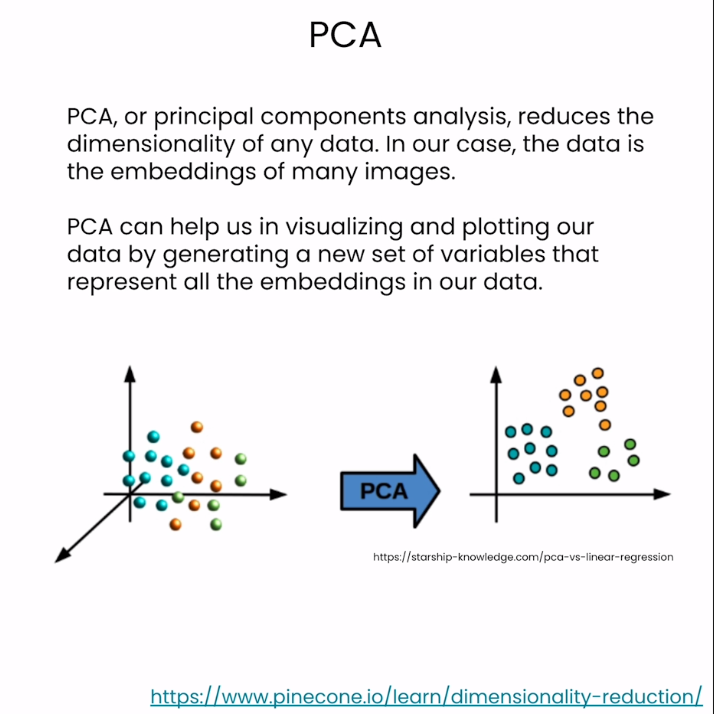 PCA
PCA, or principal components analysis, reduces the
dimensionality of any data. In our case, the data is
the embeddings of many images.
PCA can help us in visualizing and plotting our
data by generating a new set of variables that
represent all the embeddings in our data.
PCA
https://starship-knowledge.com/pca-vs-linear-regression
https://www.pinecone.io/learn/dimensionality-reduction/